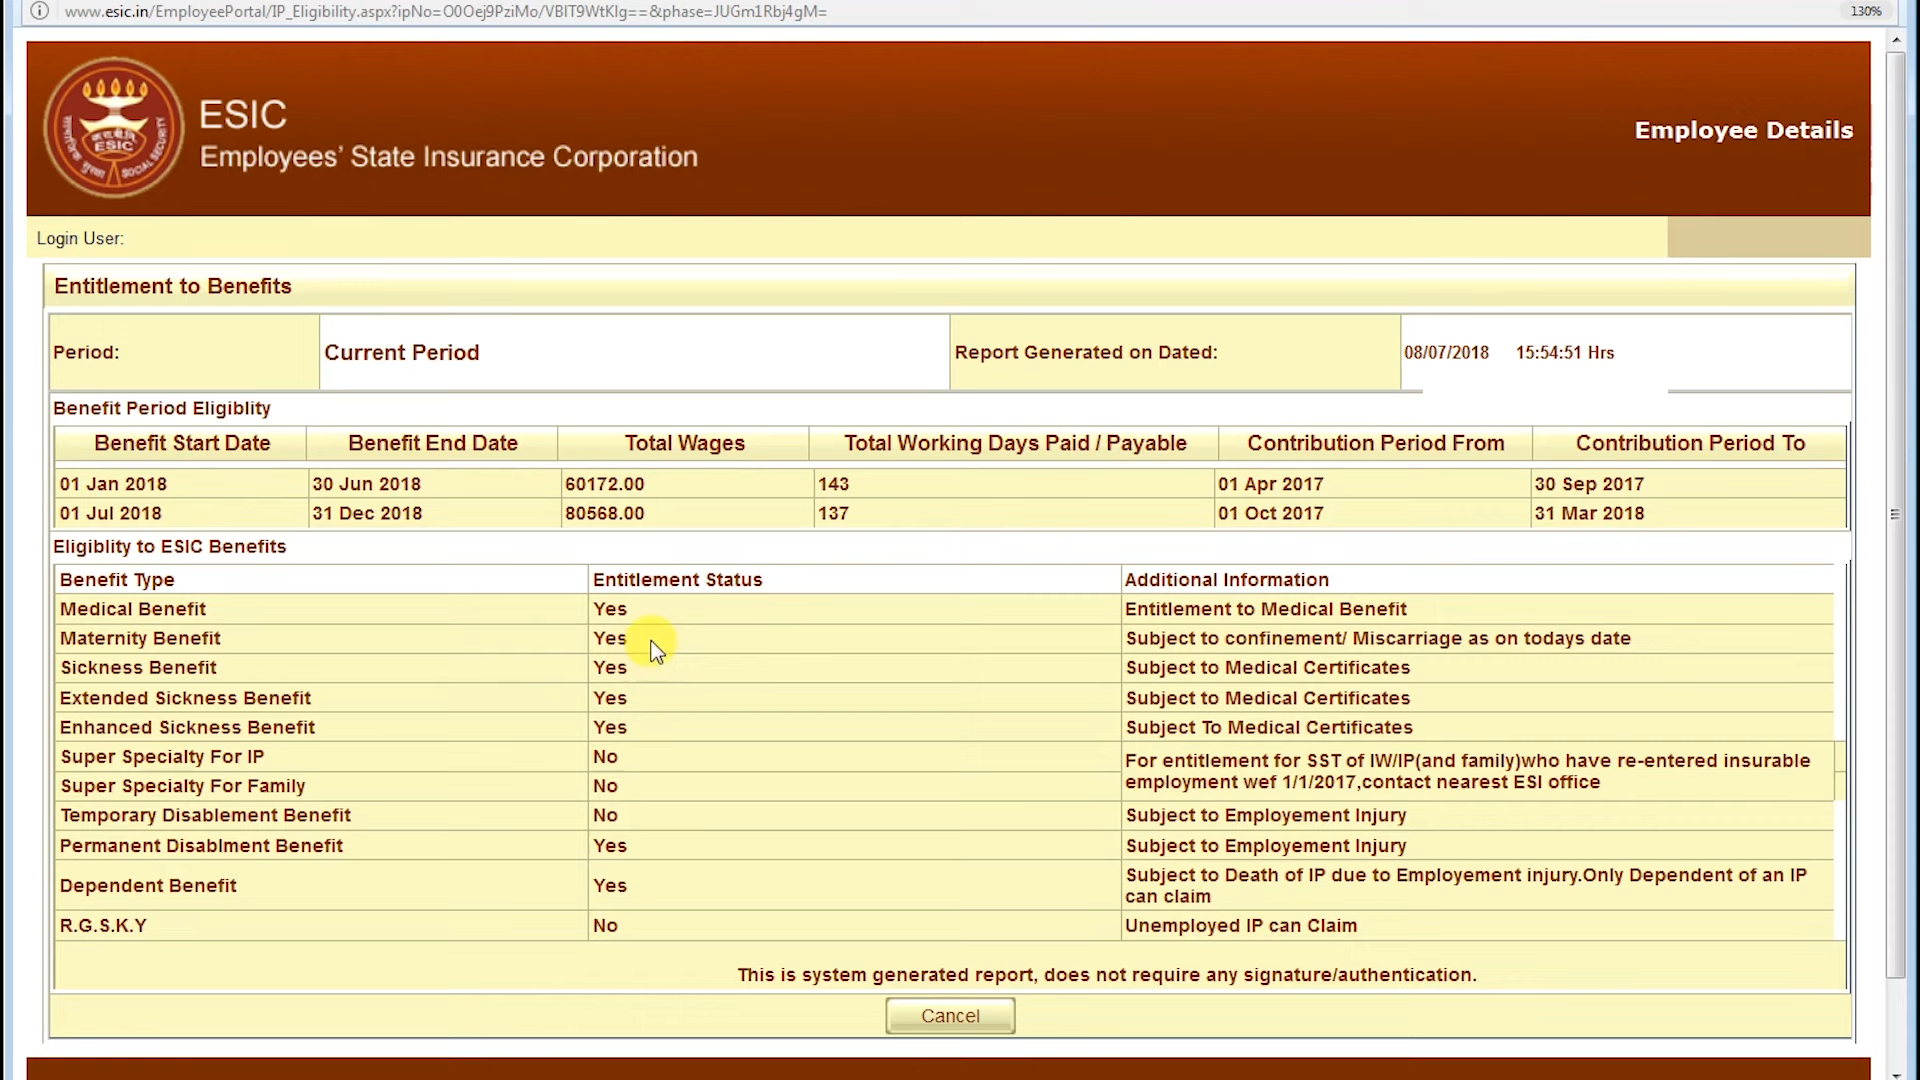 www.esic.in/EmployeePortal/IP_Eligibility.aspx?ipNo=O0Oej9PziMo/VBIT9WtKlg==&phase=JUGm1Rbj4gM=
130%
ESIC
Employees' State Insurance Corporation
Employee Details
Login User:
Entitlement to Benefits
Period: Current Period Report Generated on Dated: 08/07/2018 15:54:51 Hrs
Benefit Period Eligiblity
Benefit Start Date Benefit End Date Total Wages Total Working Days Paid / Payable Contribution Period From Contribution Period To
01 Jan 2018 30 Jun 2018 60172.00 143 01 Apr 2017 30 Sep 2017
01 Jul 2018 31 Dec 2018 80568.00 137 01 Oct 2017 31 Mar 2018
Eligiblity to ESIC Benefits
Benefit Type Entitlement Status Additional Information
Medical Benefit Yes Entitlement to Medical Benefit
Maternity Benefit Yes Subject to confinement/ Miscarriage as on todays date
Sickness Benefit Yes Subject to Medical Certificates
Extended Sickness Benefit Yes Subject to Medical Certificates
Enhanced Sickness Benefit Yes Subject To Medical Certificates
Super Specialty For IP No For entitlement for SST of IW/IP(and family)who have re-entered insurable
Super Specialty For Family No employment wef 1/1/2017,contact nearest ESI office
Temporary Disablement Benefit No Subject to Employement Injury
Permanent Disablment Benefit Yes Subject to Employement Injury
Dependent Benefit Yes Subject to Death of IP due to Employement injury.Only Dependent of an IP
can claim
R.G.S.K.Y No Unemployed IP can Claim
This is system generated report, does not require any signature/authentication.
Cancel